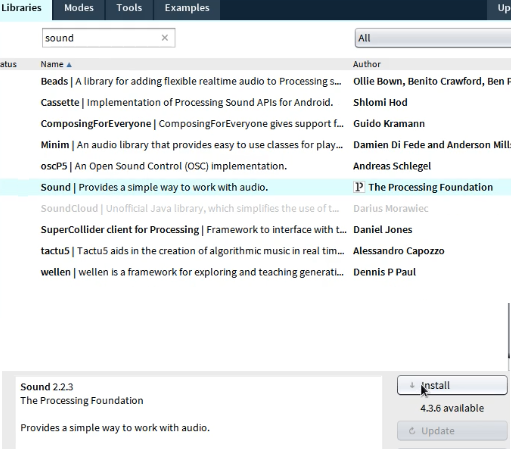 Libraries Modes Tools Examples Up
sound × All
atus Name ▲ Author
Beads | A library for adding flexible realtime audio to Processing s... Ollie Bown, Benito Crawford, Ben P
Cassette | Implementation of Processing Sound APIs for Android. Shlomi Hod
ComposingForEveryone | ComposingForEveryone gives support f... Guido Kramann
Minim | An audio library that provides easy to use classes for play... Damien Di Fede and Anderson Mills
oscP5 | An Open Sound Control (OSC) implementation. Andreas Schlegel
Sound | Provides a simple way to work with audio. P The Processing Foundation
SoundCloud | Unofficial Java library, which simplifies the use of t... Darius Morawiec
SuperCollider client for Processing | Framework to interface with t... Daniel Jones
tactu5 | Tactu5 aids in the creation of algorithmic music in real tim... Alessandro Capozzo
wellen | wellen is a framework for exploring and teaching generati... Dennis P Paul
Sound 2.2.3
The Processing Foundation
Provides a simple way to work with audio.
Install
4.3.6 available
Update